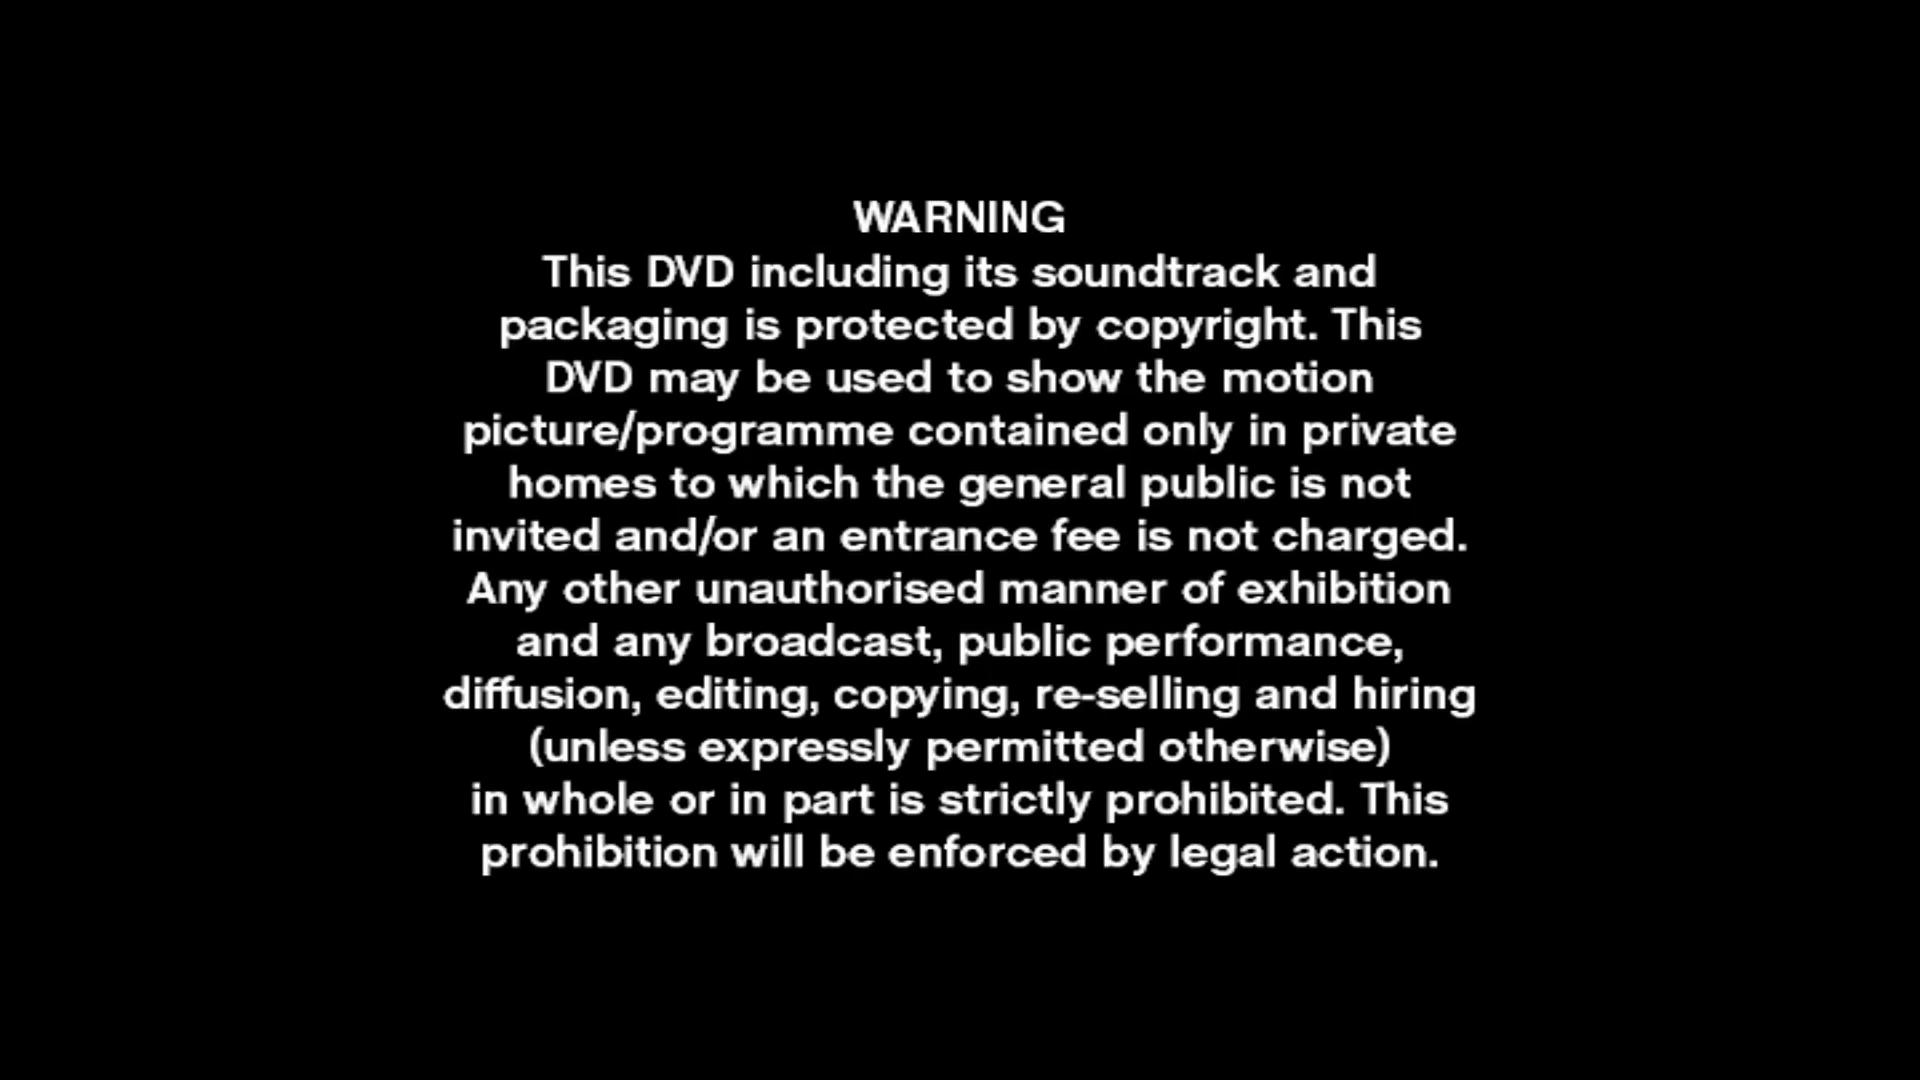 WARNING
This DVD including its soundtrack and
packaging is protected by copyright. This
DVD may be used to show the motion
picture/programme contained only in private
homes to which the general public is not
invited and/or an entrance fee is not charged.
Any other unauthorised manner of exhibition
and any broadcast, public performance,
diffusion, editing, copying, re-selling and hiring
(unless expressly permitted otherwise)
in whole or in part is strictly prohibited. This
prohibition will be enforced by legal action.